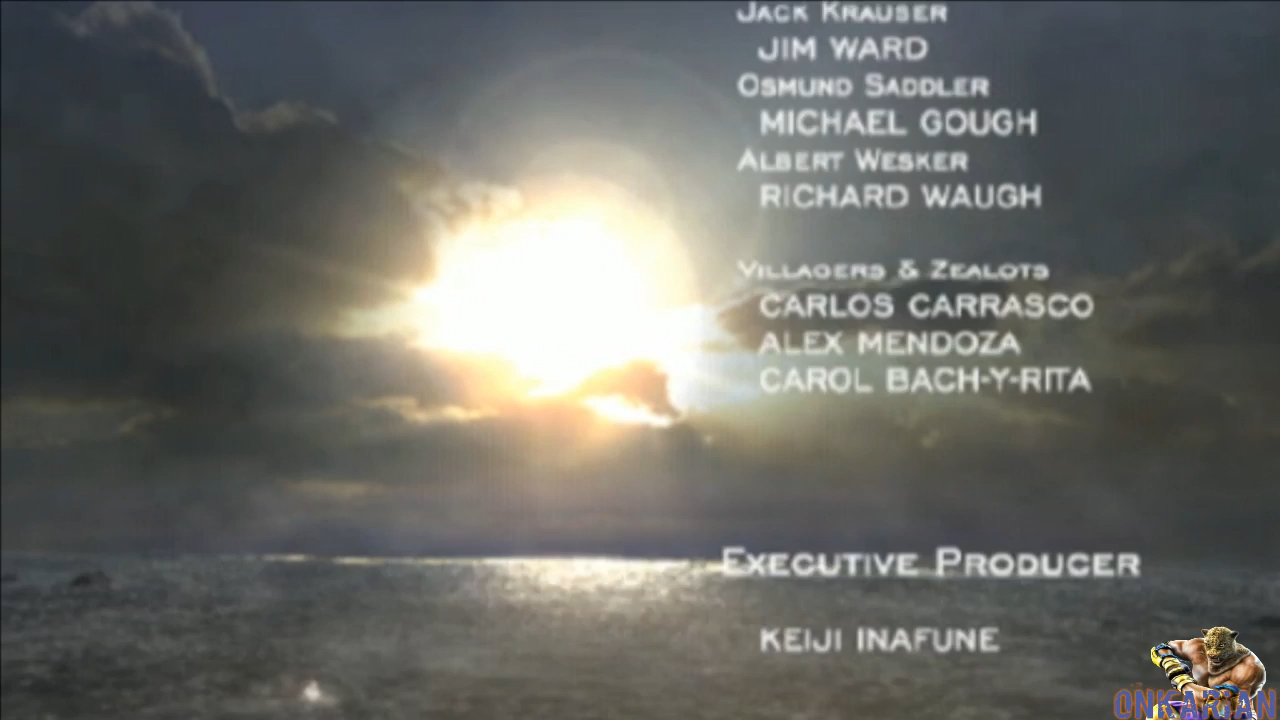 JACK KRAUSER
JIM WARD
OSMUND SADDLER
MICHAEL GOUGH
ALBERT WESKER
RICHARD WAUGH
VILLAGERS & ZEALOTS
CARLOS CARRASCO
ALEX MENDOZA
CAROL BACH-Y-RITA
EXECUTIVE PRODUCER
KEIJI INAFUNE
ONKARIAN